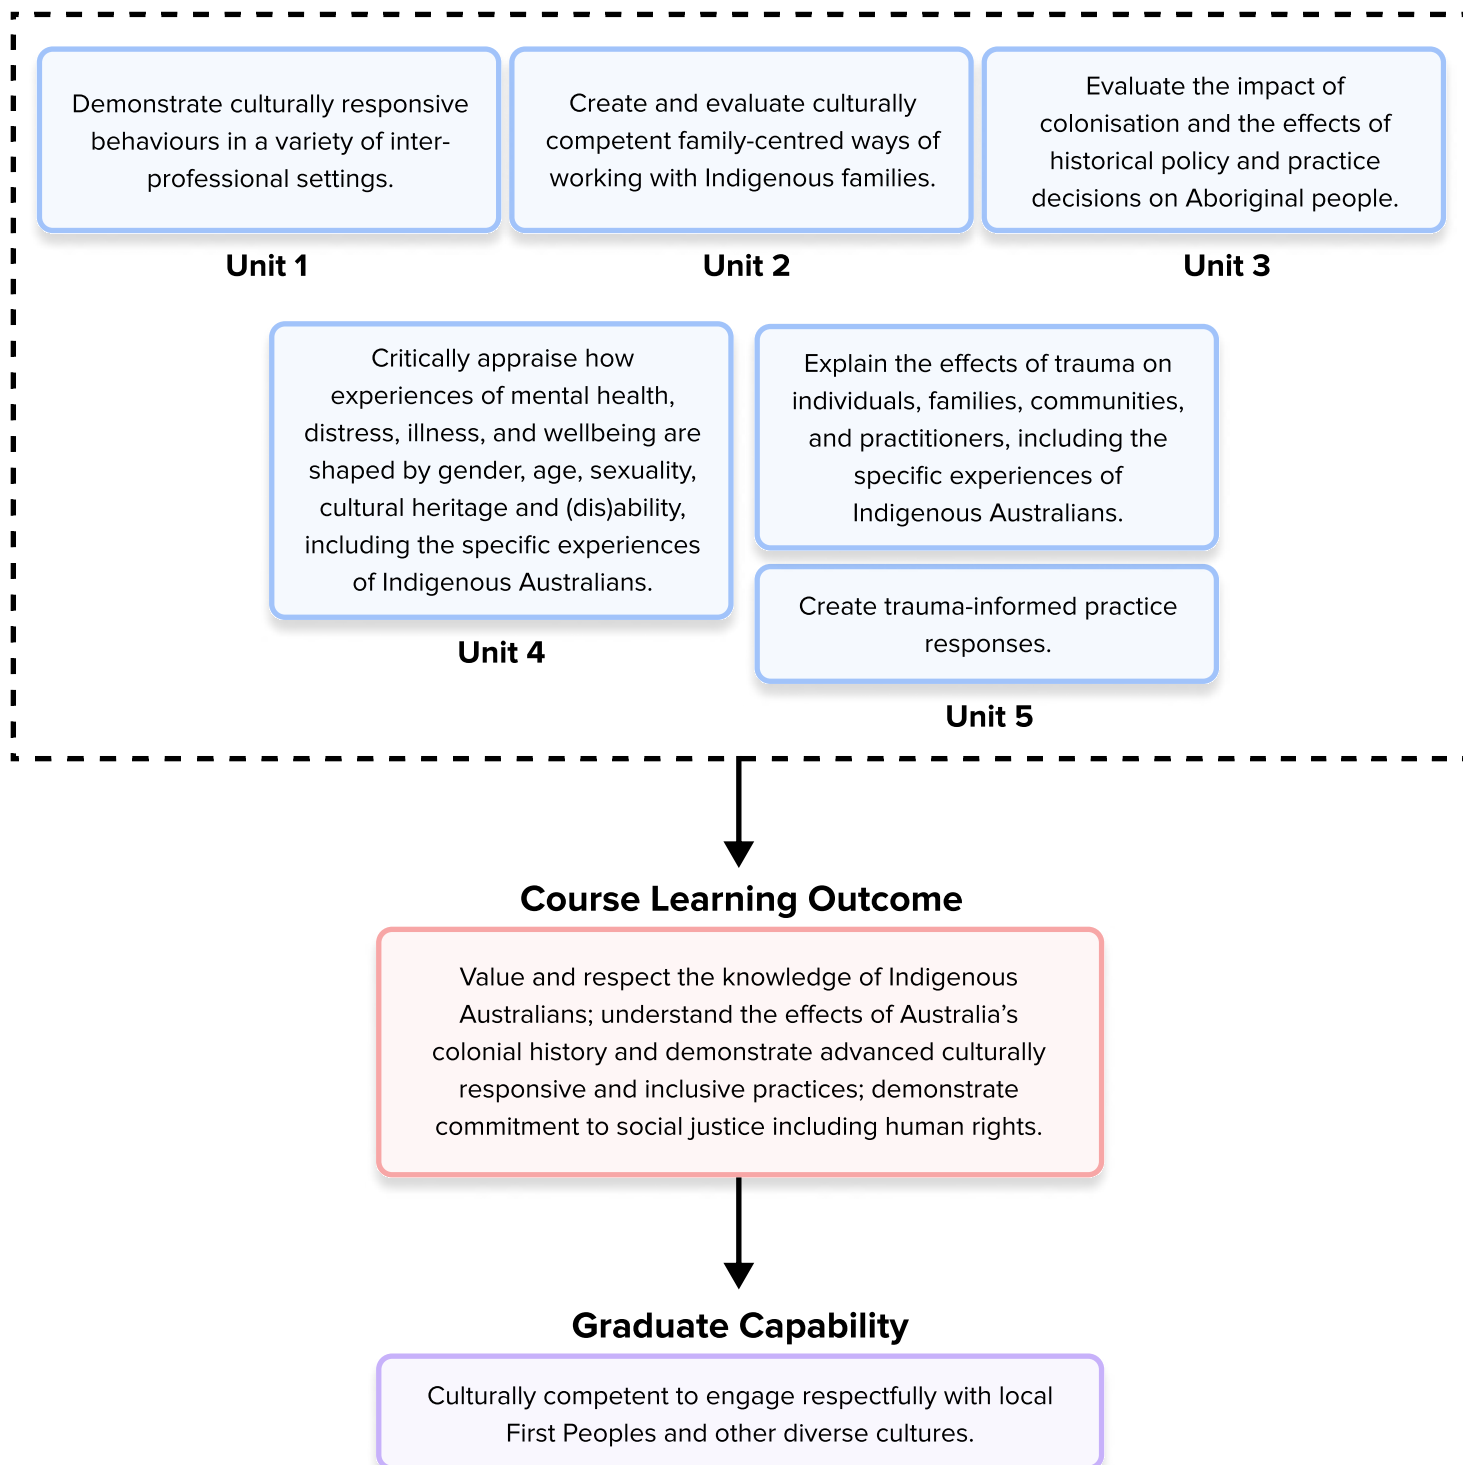 Demonstrate culturally responsive
behaviours in a variety of inter-
professional settings.
Unit 1
Create and evaluate culturally
competent family-centred ways of
working with Indigenous families.
Unit 2
Evaluate the impact of
colonisation and the effects of
historical policy and practice
decisions on Aboriginal people.
Unit 3
Critically appraise how
experiences of mental health,
distress, illness, and wellbeing are
shaped by gender, age, sexuality,
cultural heritage and (dis)ability,
including the specific experiences
of Indigenous Australians.
Unit 4
Explain the effects of trauma on
individuals, families, communities,
and practitioners, including the
specific experiences of
Indigenous Australians.
Create trauma-informed practice
responses.
Unit 5
Course Learning Outcome
Value and respect the knowledge of Indigenous
Australians; understand the effects of Australia’s
colonial history and demonstrate advanced culturally
responsive and inclusive practices; demonstrate
commitment to social justice including human rights.
Graduate Capability
Culturally competent to engage respectfully with local
First Peoples and other diverse cultures.